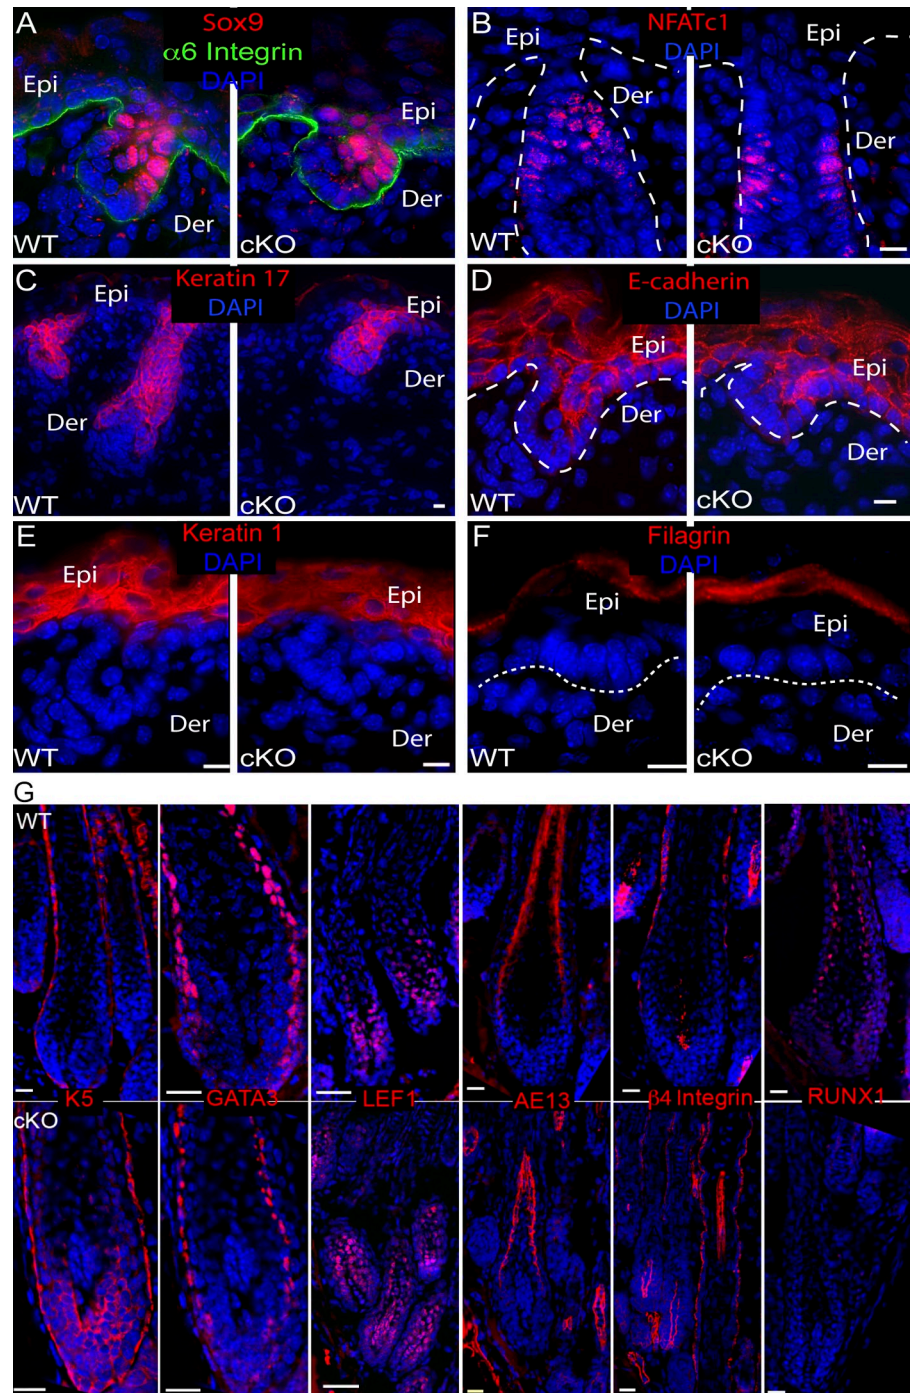 A
Sox9
α6 Integrin
DAPI
Epi
Epi
Der
Der
WT
cKO
B
NFATc1
DAPI
Epi
Epi
Der
Der
WT
cKO
C
Keratin 17
DAPI
Epi
Epi
Der
Der
WT
cKO
D
E-cadherin
DAPI
Epi
Epi
Der
Der
WT
cKO
E
Keratin 1
DAPI
Epi
Epi
Der
Der
WT
cKO
F
Filagrin
DAPI
Epi
Epi
Der
Der
WT
cKO
G
WT
K5
GATA3
LEF1
AE13
β4 Integrin
RUNX1
cKO